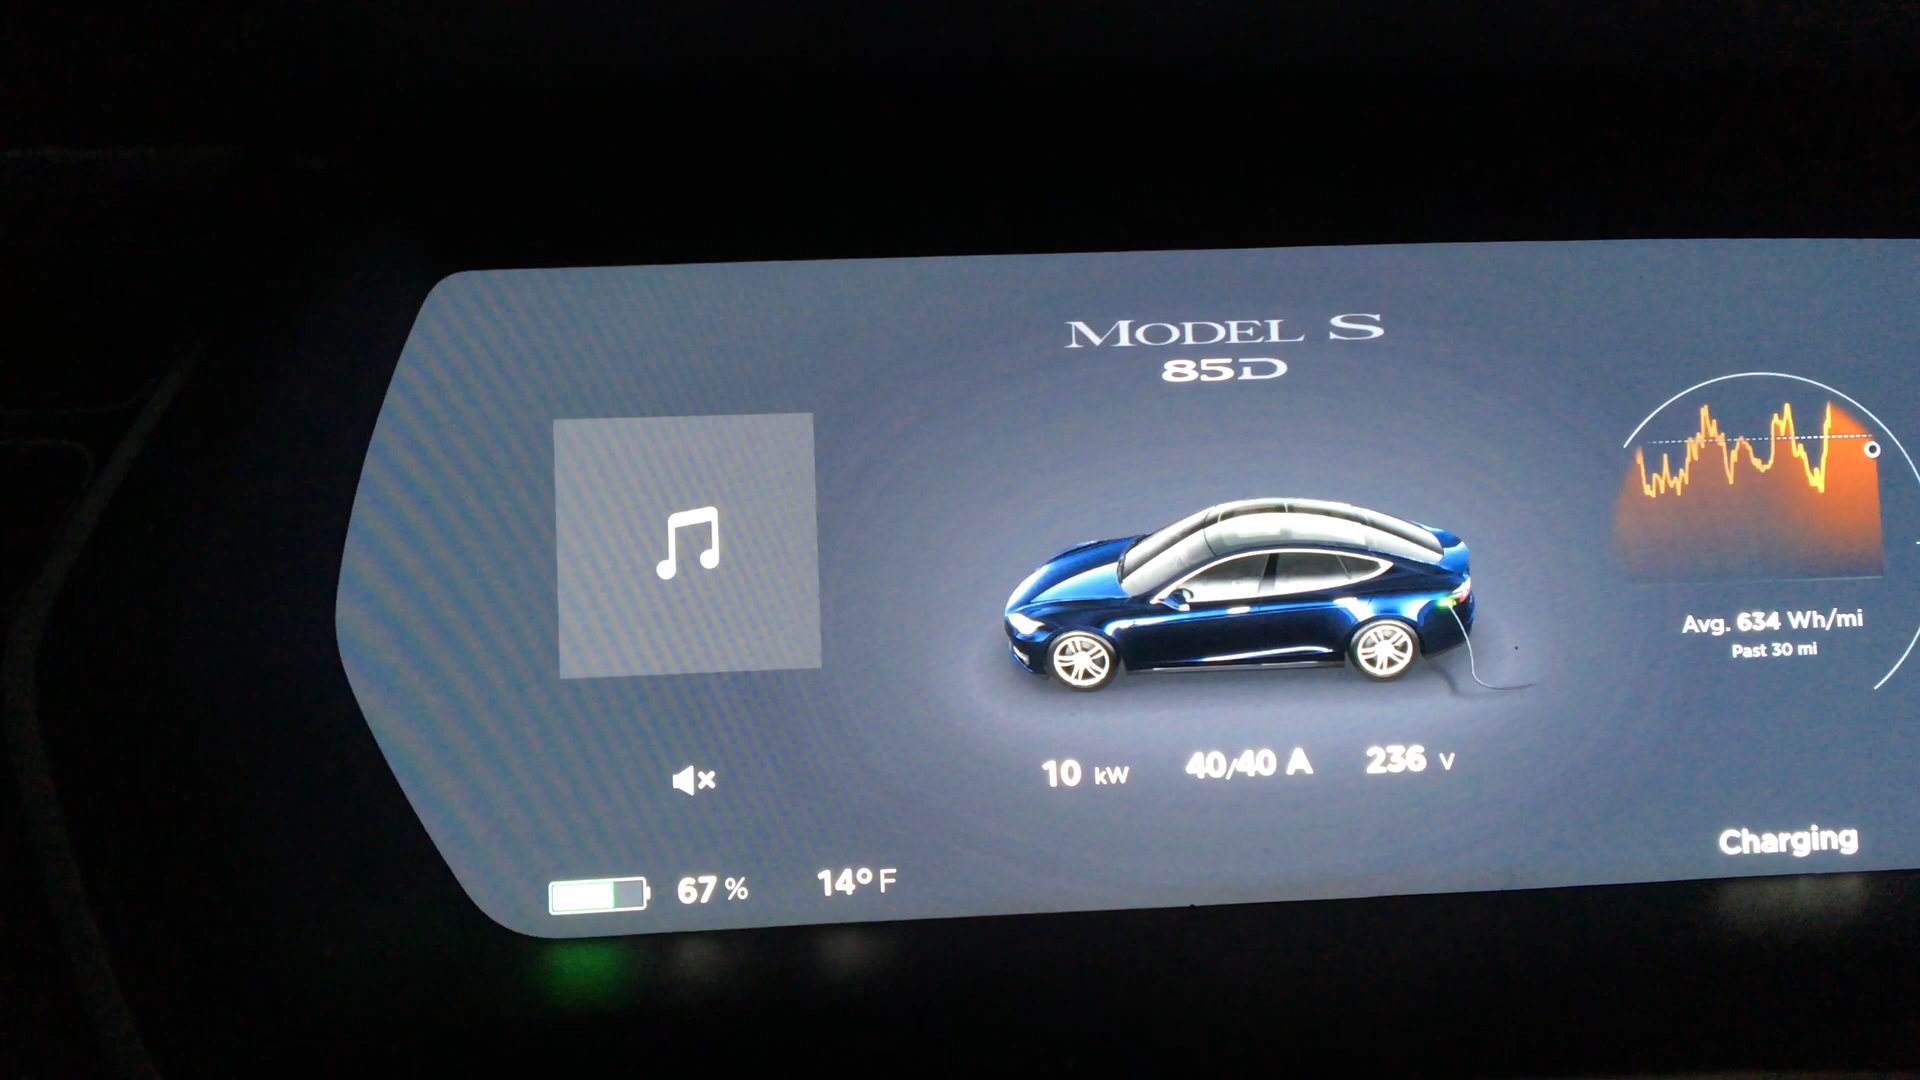 MODEL S
85D
Avg. 634 Wh/mi
Past 30 mi
10 kW 40/40 A 236 V
Charging
67 % 14° F